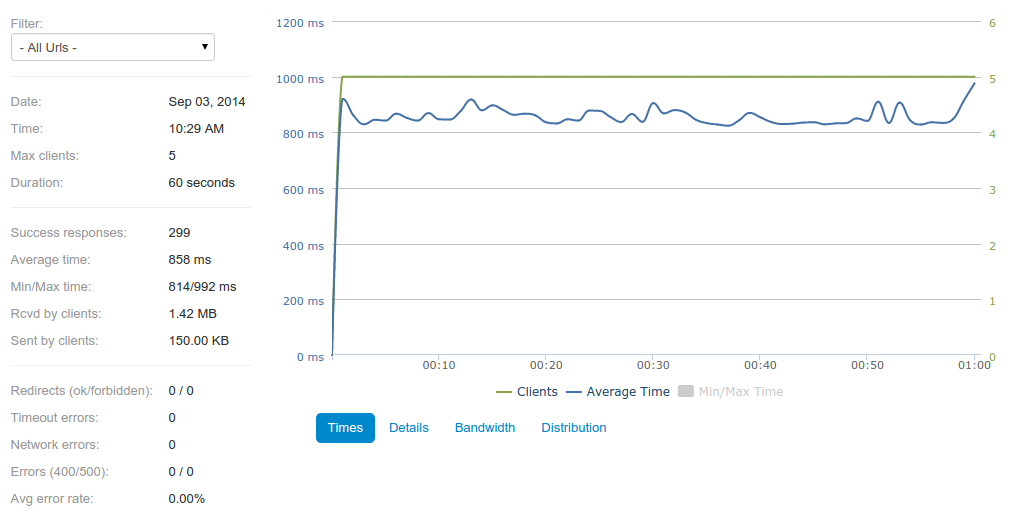 Filter:
- All Urls -
Date: Sep 03, 2014
Time: 10:29 AM
Max clients: 5
Duration: 60 seconds
Success responses: 299
Average time: 858 ms
Min/Max time: 814/992 ms
Rcvd by clients: 1.42 MB
Sent by clients: 150.00 KB
Redirects (ok/forbidden): 0 / 0
Timeout errors: 0
Network errors: 0
Errors (400/500): 0 / 0
Avg error rate: 0.00%
1200 ms 6
1000 ms 5
800 ms 4
600 ms 3
400 ms 2
200 ms 1
0 ms 0
00:10 00:20 00:30 00:40 00:50 01:00
Clients Average Time Min/Max Time
Times Details Bandwidth Distribution